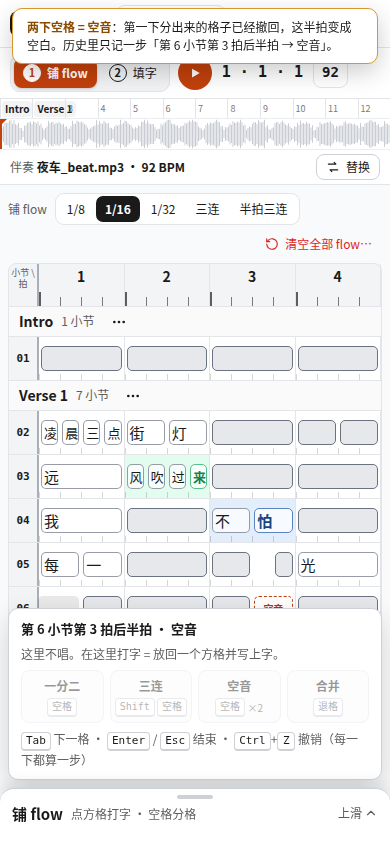 两下空格 = 空音：第一下分出来的格子已经撤回，这半拍变成
空白。历史里只记一步「第 6 小节第 3 拍后半拍 → 空音」。
1 铺 flow
2 填字
1 · 1 · 1
92
Intro Verse 1 4 5 6 7 8 9 10 11 12
伴奏 夜车_beat.mp3 · 92 BPM
替换
铺 flow 1/8 1/16 1/32 三连 半拍三连
清空全部 flow…
小节 \ 拍 1 2 3 4
Intro 1 小节 ···
01
Verse 1 7 小节 ···
02 凌 晨 三 点 街 灯
03 远 风 吹 过 来
04 我 不 怕
05 每 一 光
第 6 小节第 3 拍后半拍 · 空音
这里不唱。在这里打字 = 放回一个方格并写上字。
一分二 三连 空音 合并
空格 Shift 空格 空格 ×2 退格
Tab 下一格 · Enter / Esc 结束 · Ctrl+Z 撤销（每一
下都算一步）
铺 flow 点方格打字 · 空格分格 上滑